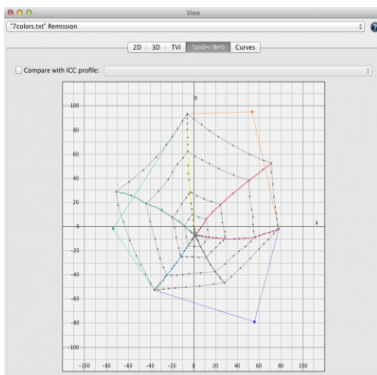 View
"7colors.txt" Remission
2D 3D TVI Spider Web Curves
Compare with ICC profile:
b
100
80
60
40
20
0
a
-20
-40
-60
-80
-100
-100 -80 -60 -40 -20 0 20 40 60 80 100